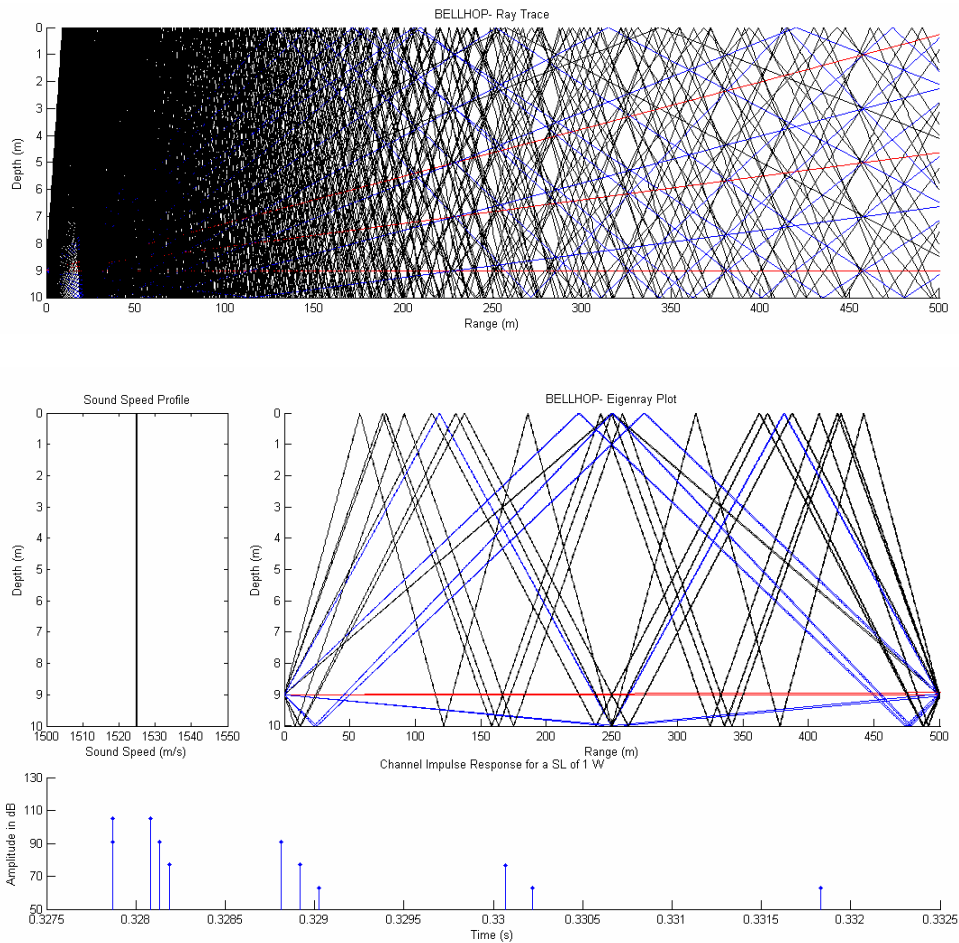 BELLHOP- Ray Trace
0
1
2
3
4
5
6
7
8
9
10
Depth (m)
0 50 100 150 200 250 300 350 400 450 500
Range (m)
Sound Speed Profile
0
1
2
3
4
5
6
7
8
9
10
Depth (m)
1500 1510 1520 1530 1540 1550
Sound Speed (m/s)
BELLHOP- Eigenray Plot
0
1
2
3
4
5
6
7
8
9
10
Depth (m)
0 50 100 150 200 250 300 350 400 450 500
Range (m)
Channel Impulse Response for a SL of 1 W
130
110
90
70
50
Amplitude in dB
0.3275 0.328 0.3285 0.329 0.3295 0.33 0.3305 0.331 0.3315 0.332 0.3325
Time (s)